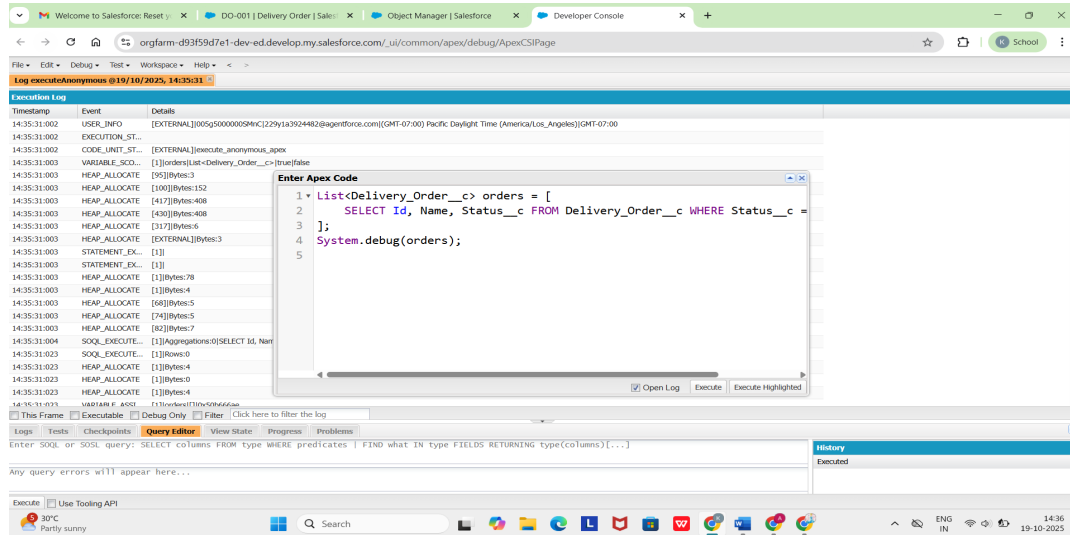 Welcome to Salesforce: Reset y
DO-001 | Delivery Order | Sales
Object Manager | Salesforce
Developer Console
orgfarm-d93f59d7e1-dev-ed.develop.my.salesforce.com/_ui/common/apex/debug/ApexCSIPage
K School
File Edit Debug Test Workspace Help < >
Log executeAnonymous @19/10/2025, 14:35:31
Execution Log
Timestamp Event Details
14:35:31:002 USER_INFO [EXTERNAL]|005g5000000SMnC|229y1a3924482@agentforce.com|(GMT-07:00) Pacific Daylight Time (America/Los_Angeles)|GMT-07:00
14:35:31:002 EXECUTION_ST...
14:35:31:002 CODE_UNIT_ST... [EXTERNAL]|execute_anonymous_apex
14:35:31:003 VARIABLE_SCO... [1]|orders|List<Delivery_Order__c>|true|false
14:35:31:003 HEAP_ALLOCATE [95]|Bytes:3
14:35:31:003 HEAP_ALLOCATE [100]|Bytes:152
14:35:31:003 HEAP_ALLOCATE [417]|Bytes:408
14:35:31:003 HEAP_ALLOCATE [430]|Bytes:408
14:35:31:003 HEAP_ALLOCATE [317]|Bytes:6
14:35:31:003 HEAP_ALLOCATE [EXTERNAL]|Bytes:3
14:35:31:003 STATEMENT_EX... [1]|
14:35:31:003 STATEMENT_EX... [1]|
14:35:31:003 HEAP_ALLOCATE [1]|Bytes:78
14:35:31:003 HEAP_ALLOCATE [1]|Bytes:4
14:35:31:003 HEAP_ALLOCATE [68]|Bytes:5
14:35:31:003 HEAP_ALLOCATE [74]|Bytes:5
14:35:31:003 HEAP_ALLOCATE [82]|Bytes:7
14:35:31:004 SOQL_EXECUTE... [1]|Aggregations:0|SELECT Id, Nam
14:35:31:023 SOQL_EXECUTE... [1]|Rows:0
14:35:31:023 HEAP_ALLOCATE [1]|Bytes:4
14:35:31:023 HEAP_ALLOCATE [1]|Bytes:0
14:35:31:023 HEAP_ALLOCATE [1]|Bytes:4
14:35:31:023 VARIABLE_ASSI... [1]|orders|[]|0x50b666ae
Enter Apex Code
1 List<Delivery_Order__c> orders = [
2 SELECT Id, Name, Status__c FROM Delivery_Order__c WHERE Status__c =
3 ];
4 System.debug(orders);
5
Open Log Execute Execute Highlighted
This Frame Executable Debug Only Filter Click here to filter the log
Logs Tests Checkpoints Query Editor View State Progress Problems
Enter SOQL or SOSL query: SELECT columns FROM type WHERE predicates | FIND what IN type FIELDS RETURNING type(columns)[...]
History
Executed
Any query errors will appear here...
Execute Use Tooling API
5
30°C
Partly sunny
Search
ENG
IN
14:36
19-10-2025